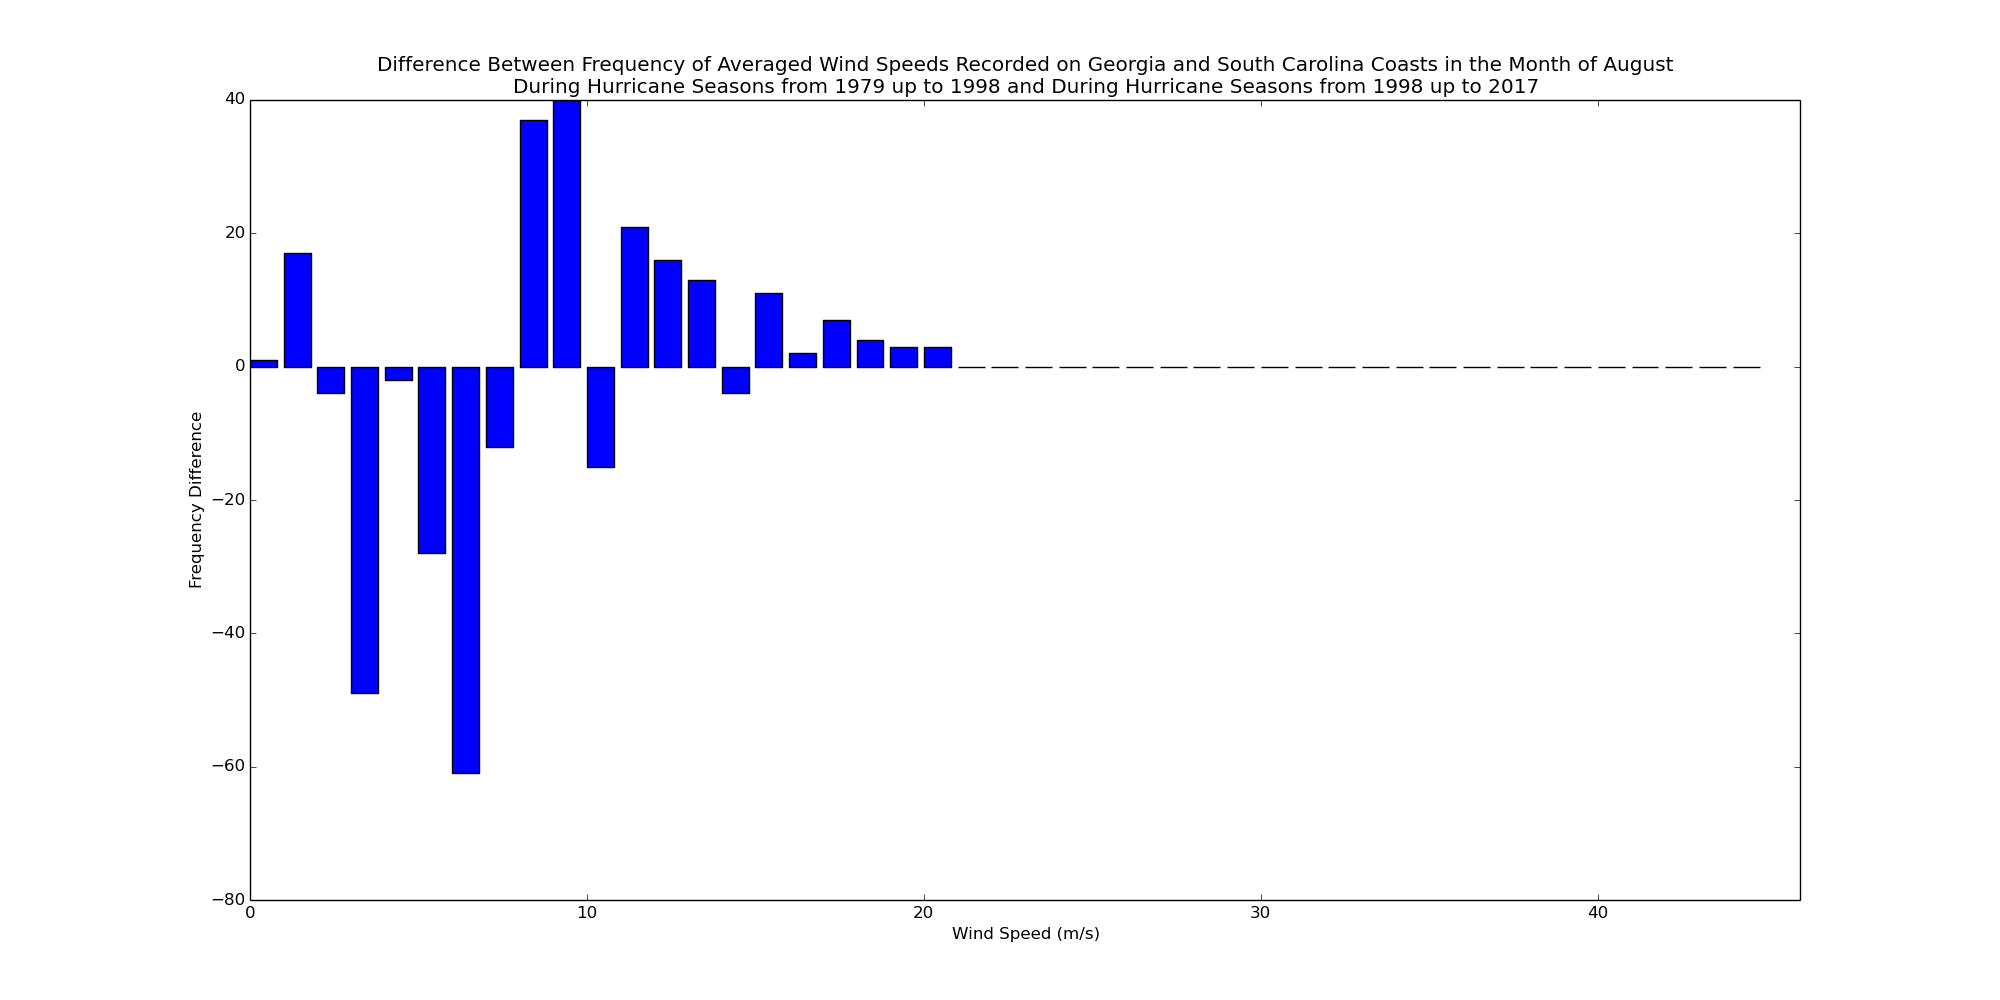 Difference Between Frequency of Averaged Wind Speeds Recorded on Georgia and South Carolina Coasts in the Month of August
During Hurricane Seasons from 1979 up to 1998 and During Hurricane Seasons from 1998 up to 2017
40
20
0
−20
−40
−60
−80
Frequency Difference
0 10 20 30 40
Wind Speed (m/s)